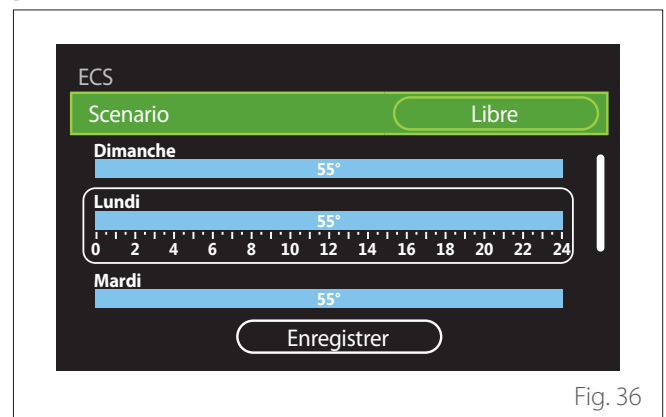 ECS
Scenario Libre
Dimanche
55°
Lundi
55°
0 2 4 6 8 10 12 14 16 18 20 22 24
Mardi
55°
Enregistrer
Fig. 36